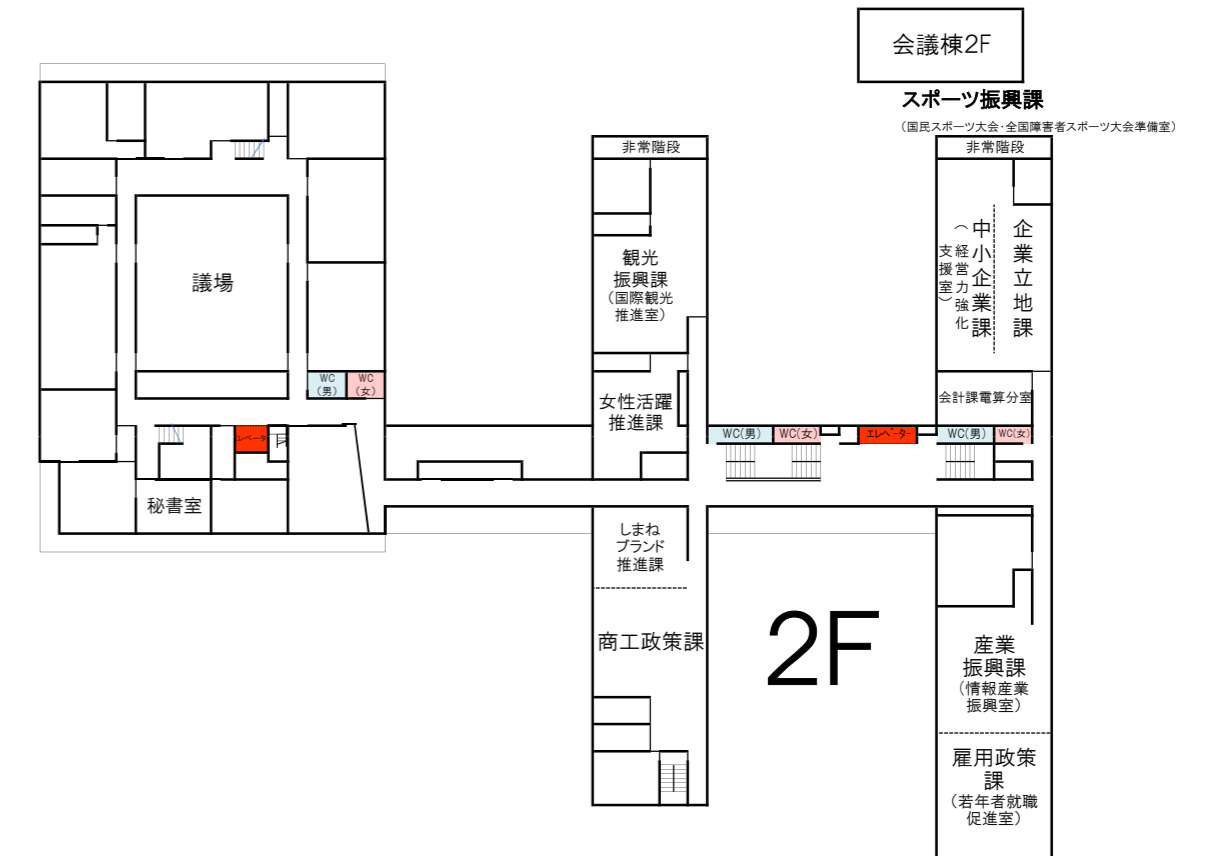 会議棟2F
スポーツ振興課
（国民スポーツ大会・全国障害者スポーツ大会準備室）
非常階段
非常階段
議場
観光
振興課
（国際観光
推進室）
企業立地課
中小企業課
（経営力強化
支援室）
WC
（男）
WC
（女）
女性活躍
推進課
会計課電算分室
WC(男)
WC(女)
エレベーター
WC(男)
WC(女)
エレベーター
秘書室
しまね
ブランド
推進課
商工政策課
2F
産業
振興課
（情報産業
振興室）
雇用政策
課
（若年者就職
促進室）